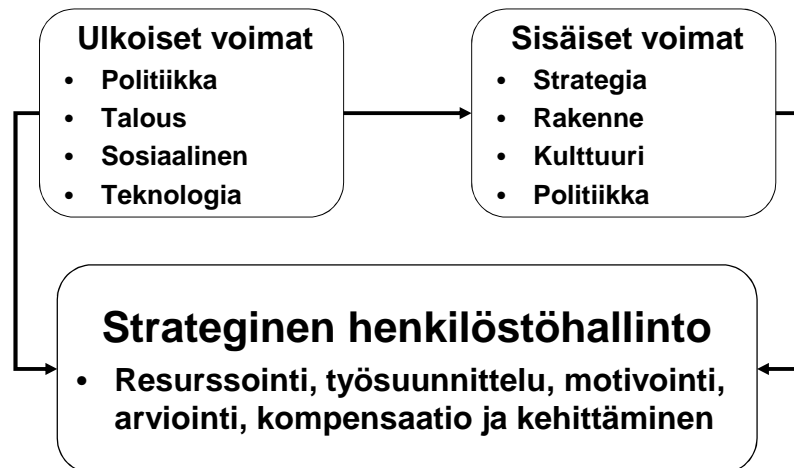 Ulkoiset voimat
• Politiikka
• Talous
• Sosiaalinen
• Teknologia
Sisäiset voimat
• Strategia
• Rakenne
• Kulttuuri
• Politiikka
Strateginen henkilöstöhallinto
• Resurssointi, työsuunnittelu, motivointi,
arviointi, kompensaatio ja kehittäminen